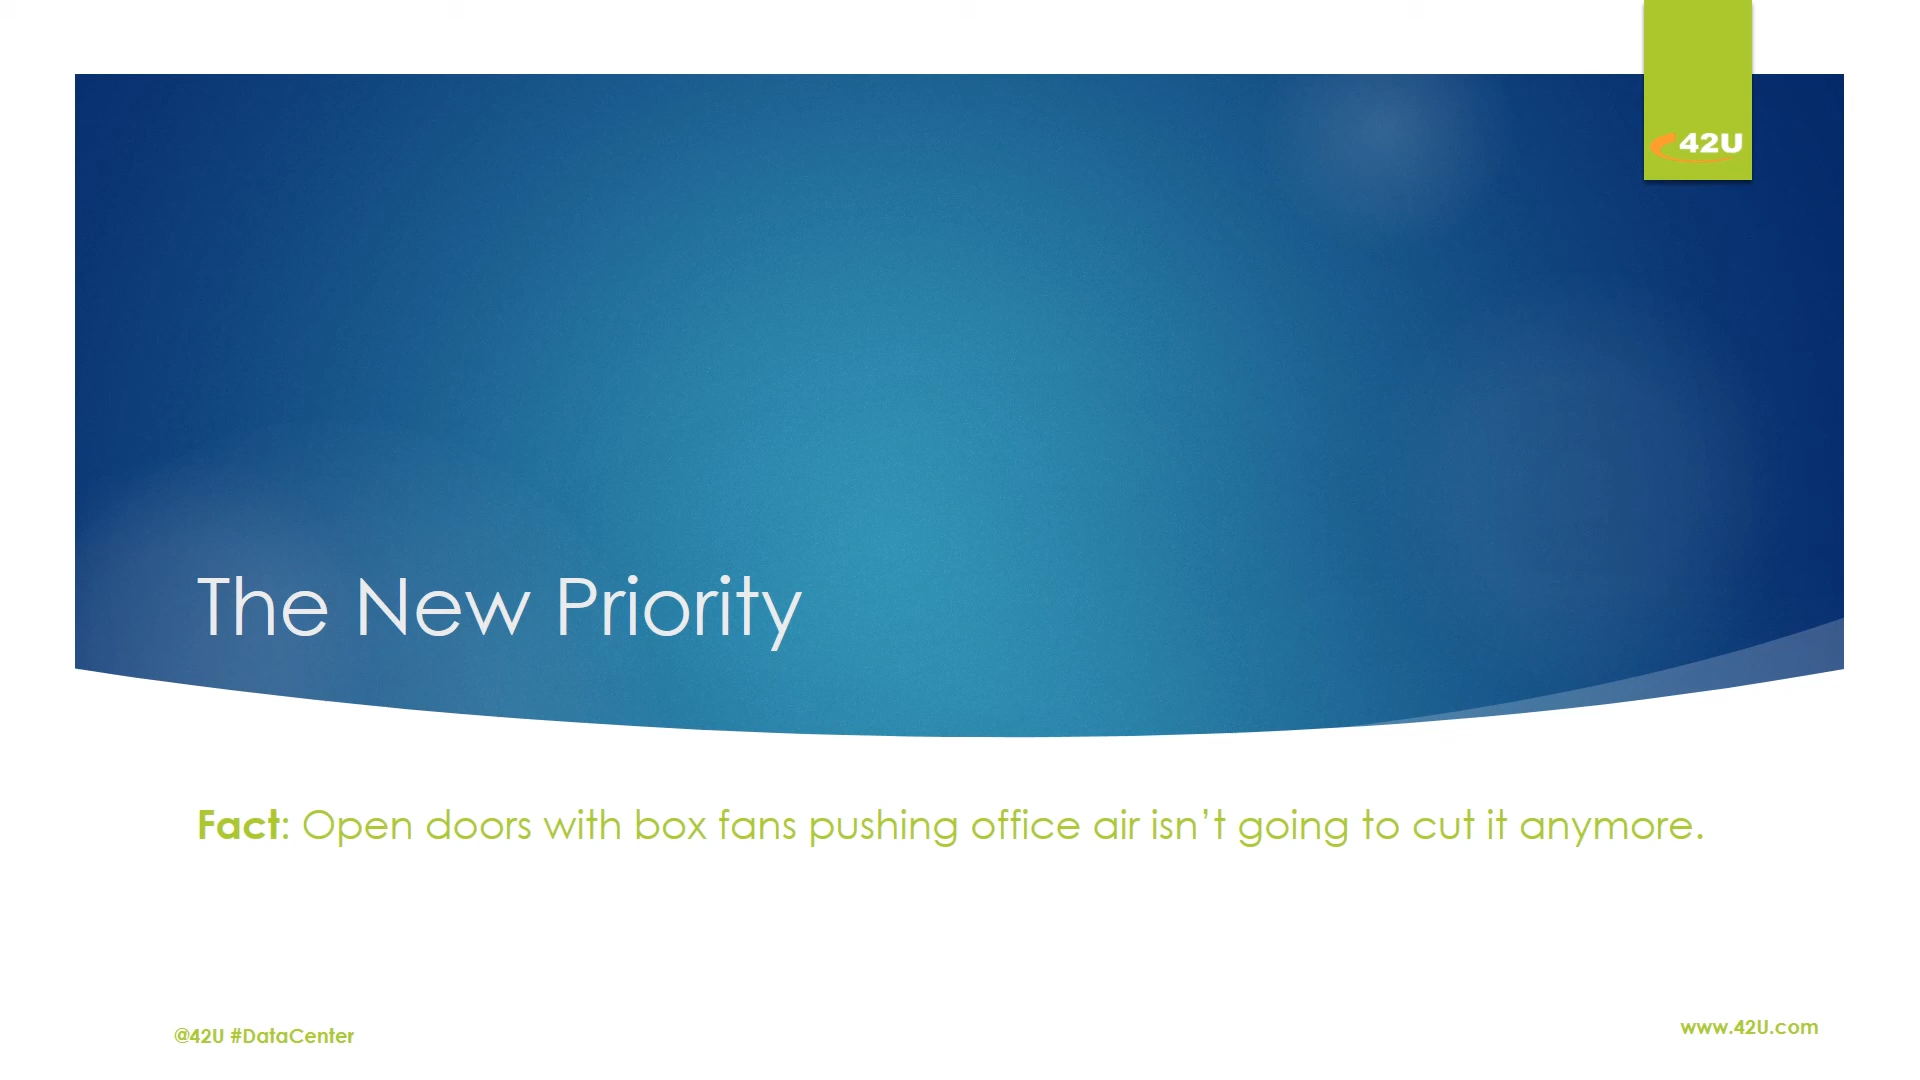 42U
The New Priority
Fact: Open doors with box fans pushing office air isn’t going to cut it anymore.
@42U #DataCenter
www.42U.com